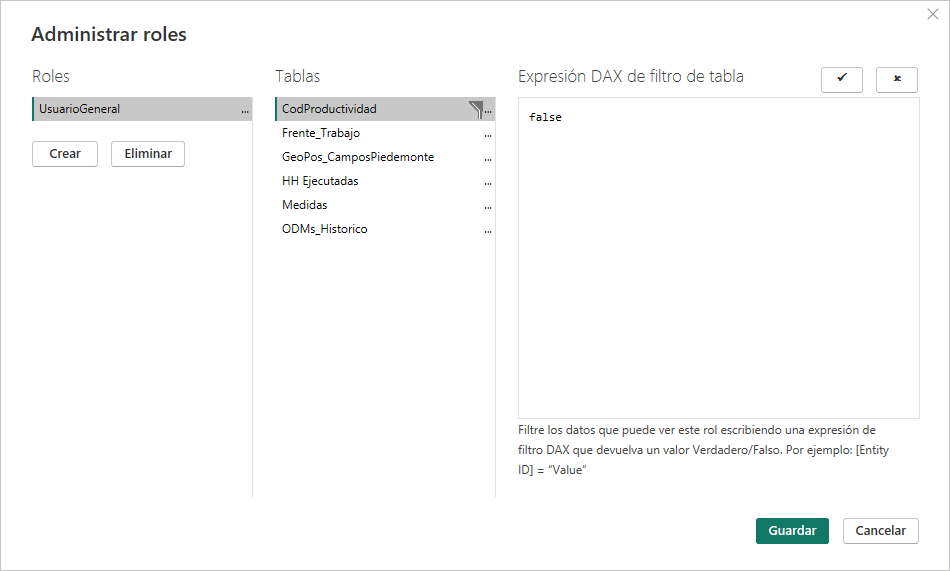 Administrar roles
Roles
UsuarioGeneral ...
Crear Eliminar
Tablas
CodProductividad ...
Frente_Trabajo ...
GeoPos_CamposPiedemonte ...
HH Ejecutadas ...
Medidas ...
ODMs_Historico ...
Expresión DAX de filtro de tabla
false
Filtre los datos que puede ver este rol escribiendo una expresión de
filtro DAX que devuelva un valor Verdadero/Falso. Por ejemplo: [Entity
ID] = “Value”
Guardar Cancelar